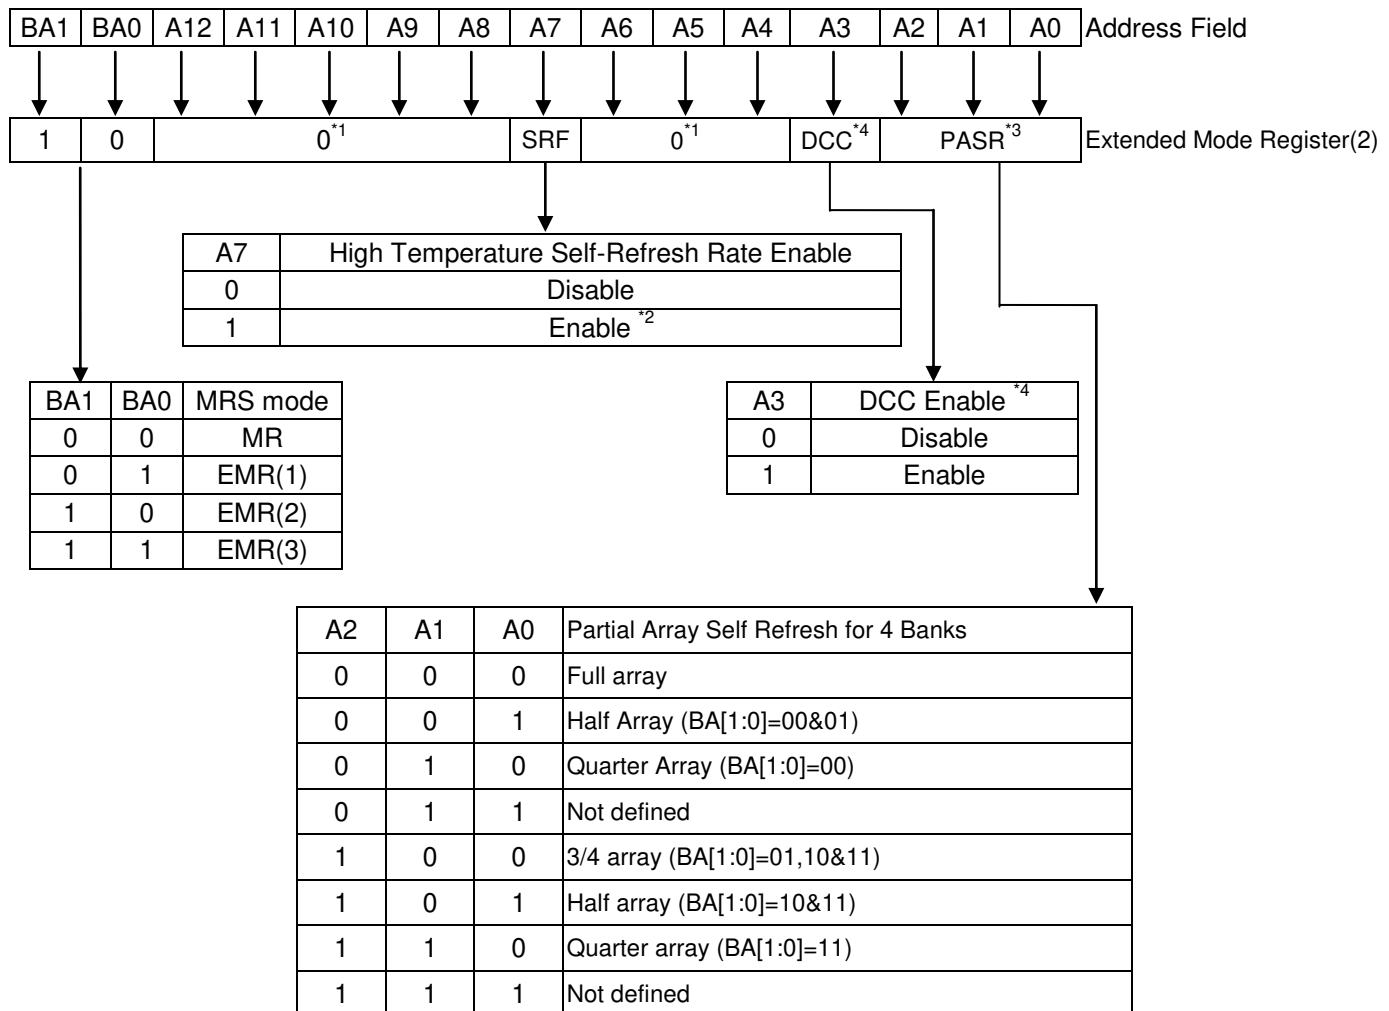 BA1 BA0 A12 A11 A10 A9 A8 A7 A6 A5 A4 A3 A2 A1 A0 Address Field
1 0 0*1 SRF 0*1 DCC*4 PASR*3 Extended Mode Register(2)
A7 High Temperature Self-Refresh Rate Enable
0 Disable
1 Enable *2
BA1 BA0 MRS mode
0 0 MR
0 1 EMR(1)
1 0 EMR(2)
1 1 EMR(3)
A3 DCC Enable *4
0 Disable
1 Enable
A2 A1 A0 Partial Array Self Refresh for 4 Banks
0 0 0 Full array
0 0 1 Half Array (BA[1:0]=00&01)
0 1 0 Quarter Array (BA[1:0]=00)
0 1 1 Not defined
1 0 0 3/4 array (BA[1:0]=01,10&11)
1 0 1 Half array (BA[1:0]=10&11)
1 1 0 Quarter array (BA[1:0]=11)
1 1 1 Not defined